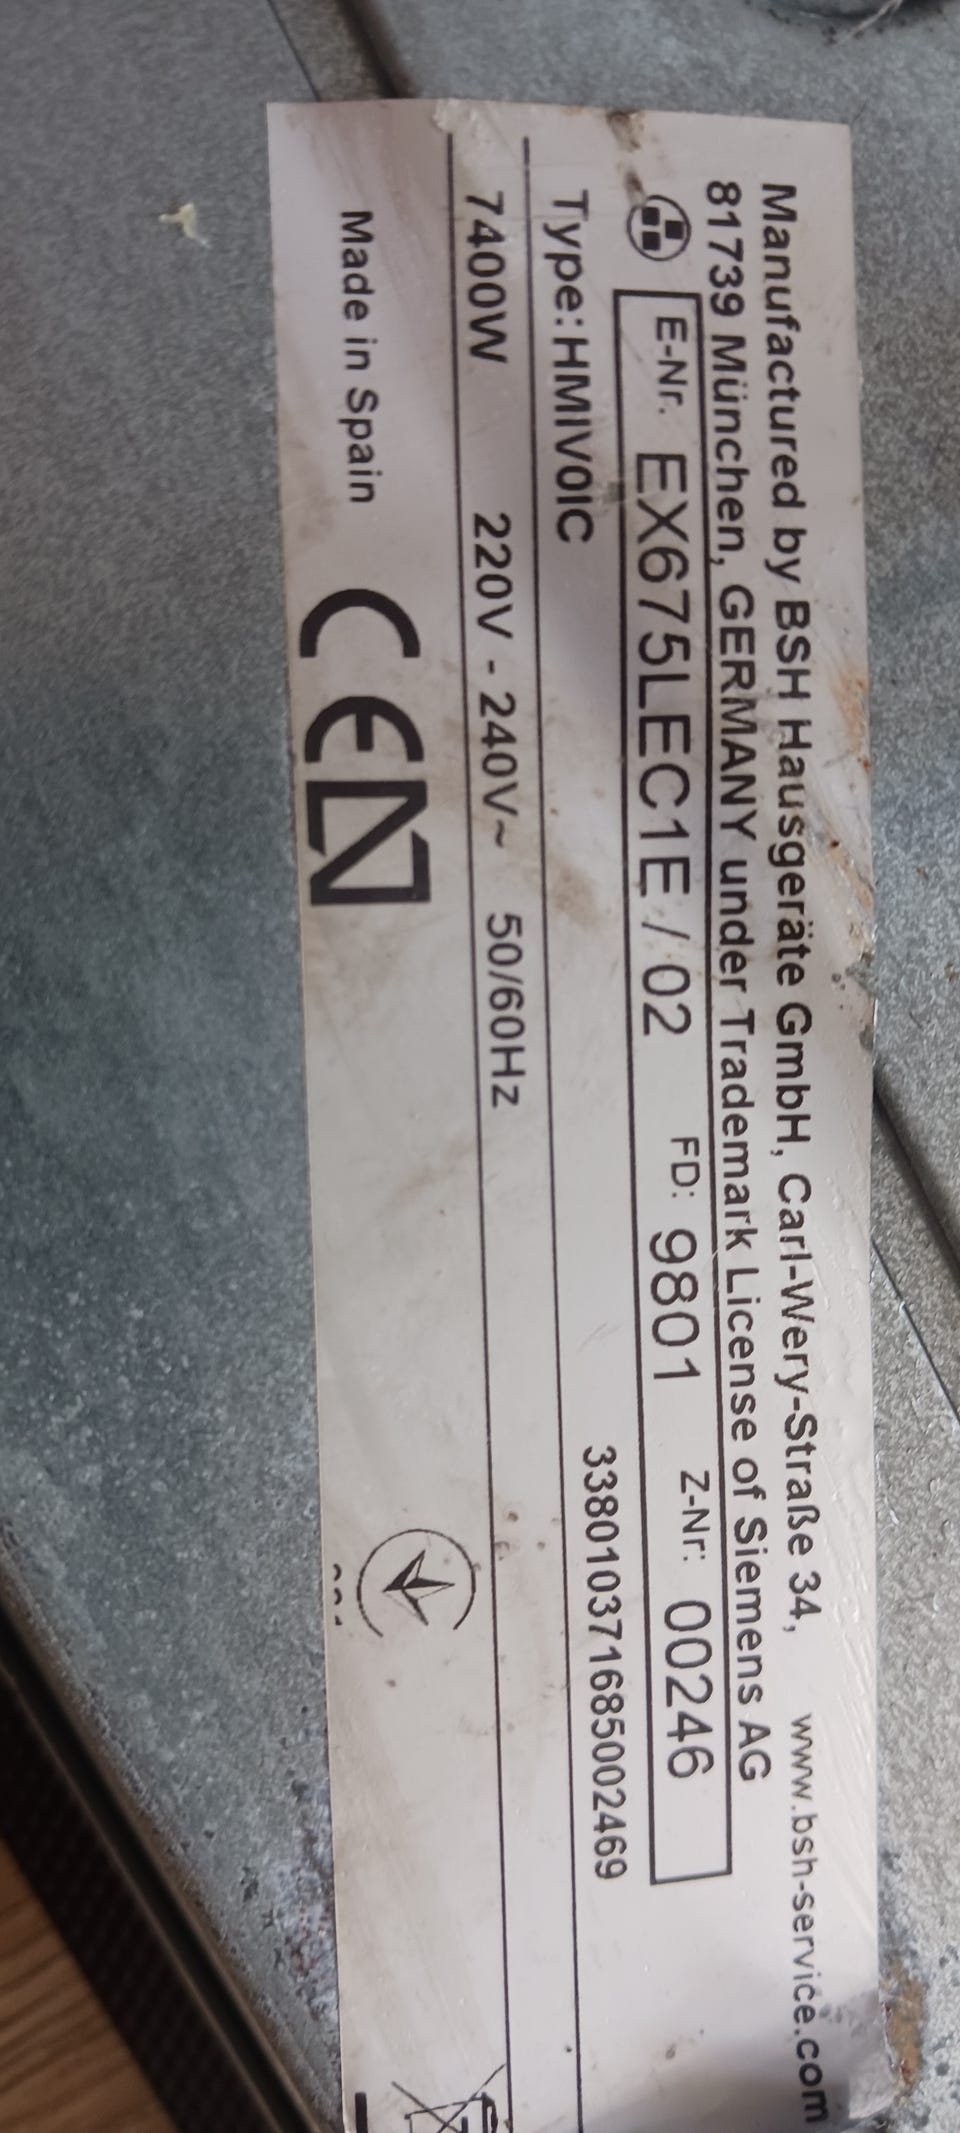 Manufactured by BSH Hausgeräte GmbH, Carl-Wery-Straße 34, www.bsh-service.com
81739 München, GERMANY under Trademark License of Siemens AG
E-Nr. EX675LEC1E / 02 FD: 9801 Z-Nr: 00246
Type: HMIV0IC 338010371685002469
7400W 220V - 240V~ 50/60Hz
Made in Spain CE